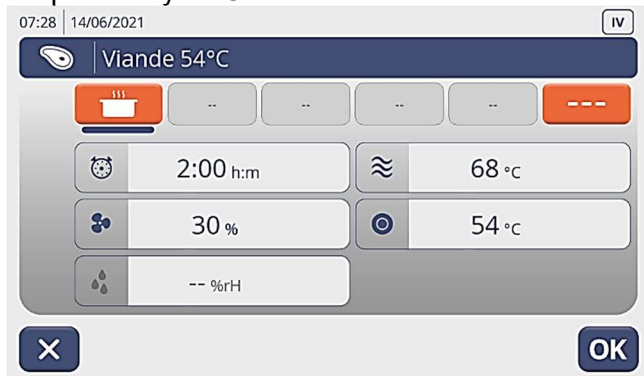 07:28 14/06/2021 IV
Viande 54°C
-- -- -- -- ---
2:00 h:m 68 °C
30 % 54 °C
-- %rH
OK